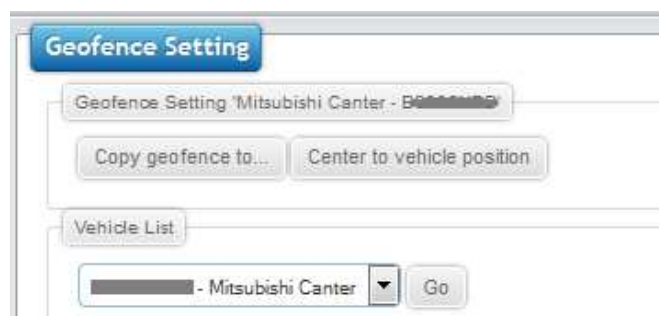 Geofence Setting
Geofence Setting 'Mitsubishi Canter -
Copy geofence to... Center to vehicle position
Vehicle List
- Mitsubishi Canter Go